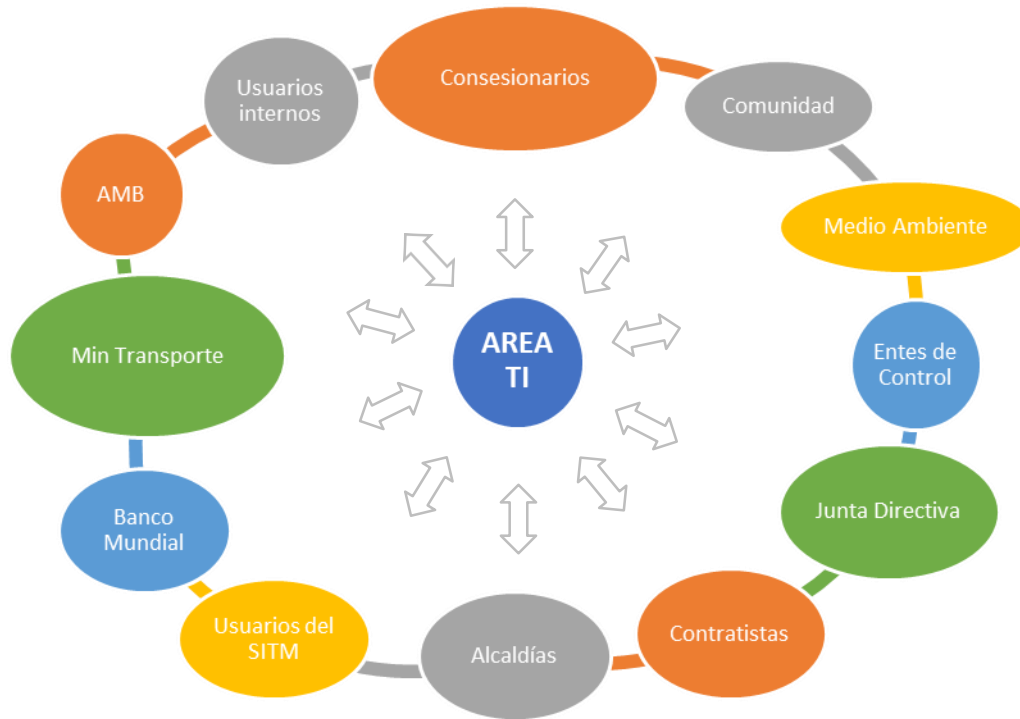 Consesionarios
Usuarios
internos
Comunidad
AMB
Medio Ambiente
Min Transporte
AREA
TI
Entes de
Control
Banco
Mundial
Junta Directiva
Usuarios del
SITM
Alcaldías
Contratistas